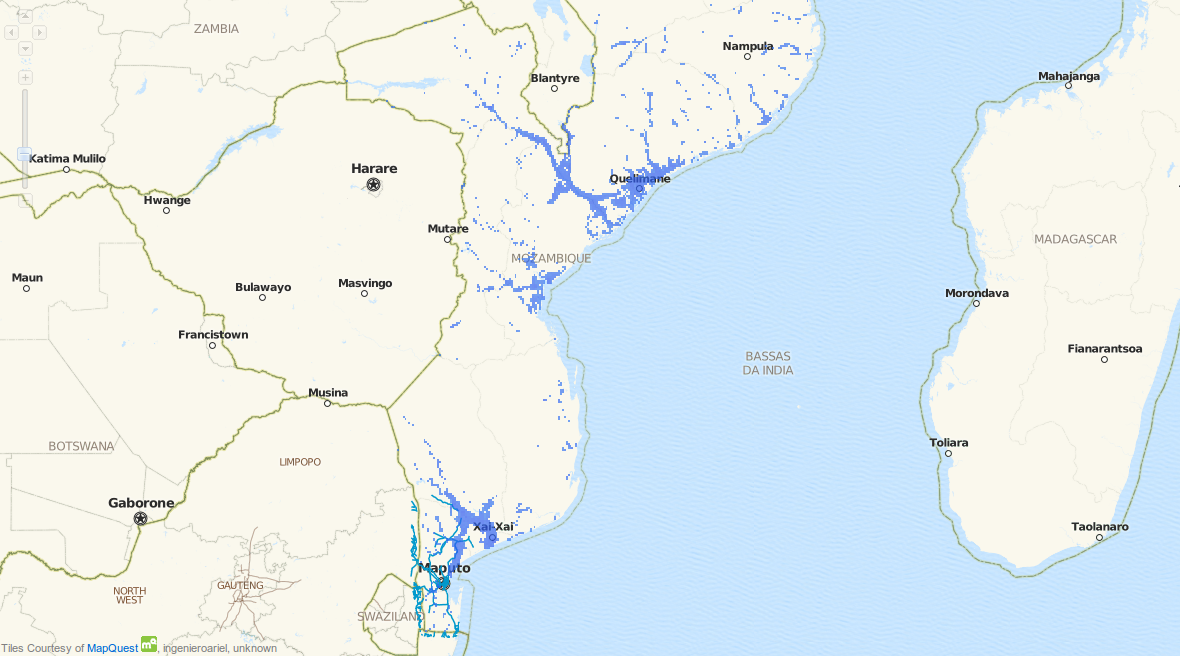 ZAMBIA
Nampula
Blantyre
Mahajanga
Katima Mulilo
Harare
Quelimane
Hwange
Mutare
MADAGASCAR
MOZAMBIQUE
Maun
Bulawayo
Masvingo
Morondava
Francistown
Fianarantsoa
BASSAS
DA INDIA
Musina
BOTSWANA
Toliara
LIMPOPO
Gaborone
Xai-Xai
Taolanaro
Maputo
GAUTENG
NORTH
WEST
SWAZILAND
Tiles Courtesy of MapQuest m^q, ingenieroariel, unknown